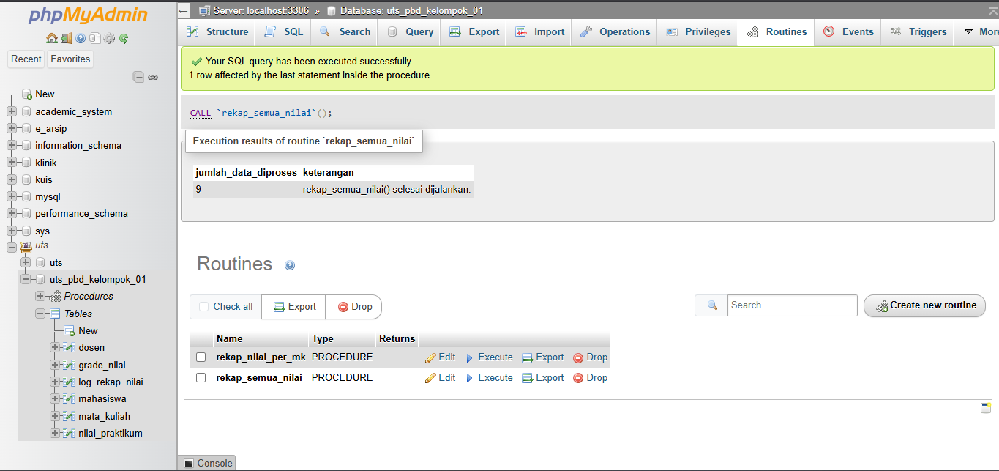 phpMyAdmin
Recent Favorites
New
academic_system
e_arsip
information_schema
klinik
kuis
mysql
performance_schema
sys
uts
uts
uts_pbd_kelompok_01
Procedures
Tables
New
dosen
grade_nilai
log_rekap_nilai
mahasiswa
mata_kuliah
nilai_praktikum
Server: localhost:3306 » Database: uts_pbd_kelompok_01
Structure SQL Search Query Export Import Operations Privileges Routines Events Triggers More
Your SQL query has been executed successfully.
1 row affected by the last statement inside the procedure.
CALL `rekap_semua_nilai`();
Execution results of routine `rekap_semua_nilai`
jumlah_data_diproses keterangan
9 rekap_semua_nilai() selesai dijalankan.
Routines
Check all Export Drop Search Create new routine
Name Type Returns
rekap_nilai_per_mk PROCEDURE Edit Execute Export Drop
rekap_semua_nilai PROCEDURE Edit Execute Export Drop
Console